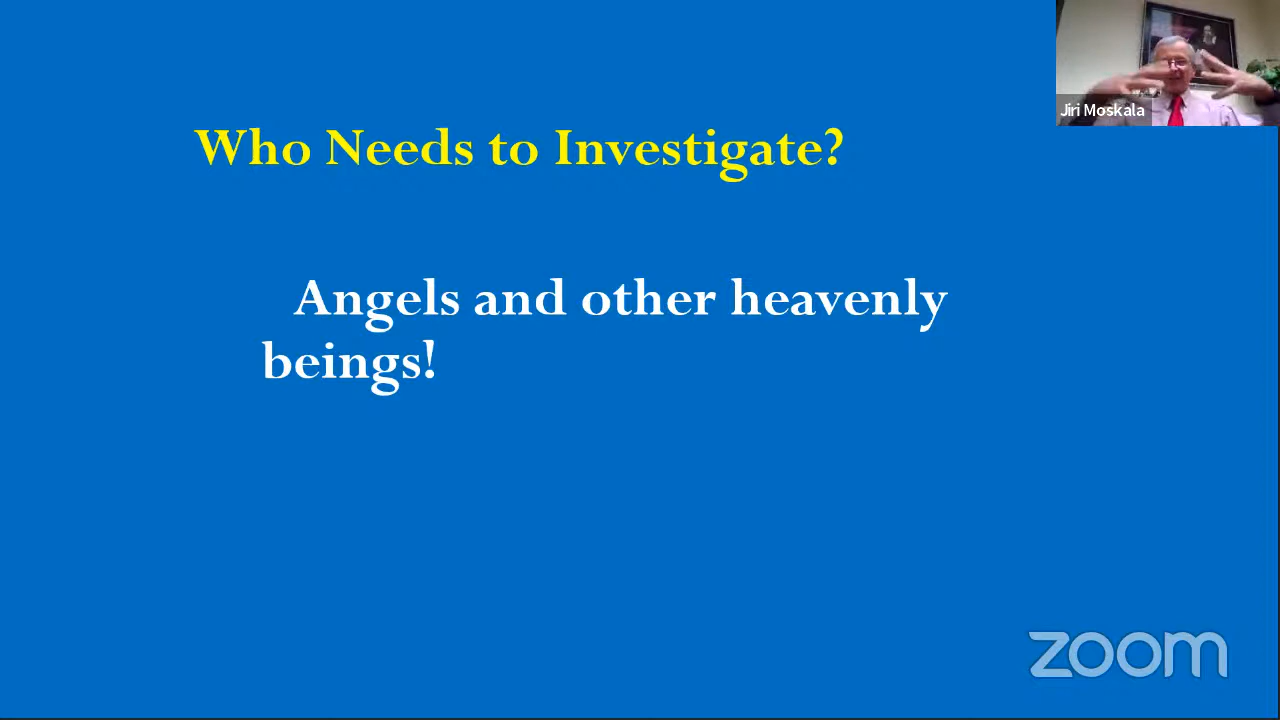 Jiri Moskala
Who Needs to Investigate?
Angels and other heavenly
beings!
zoom